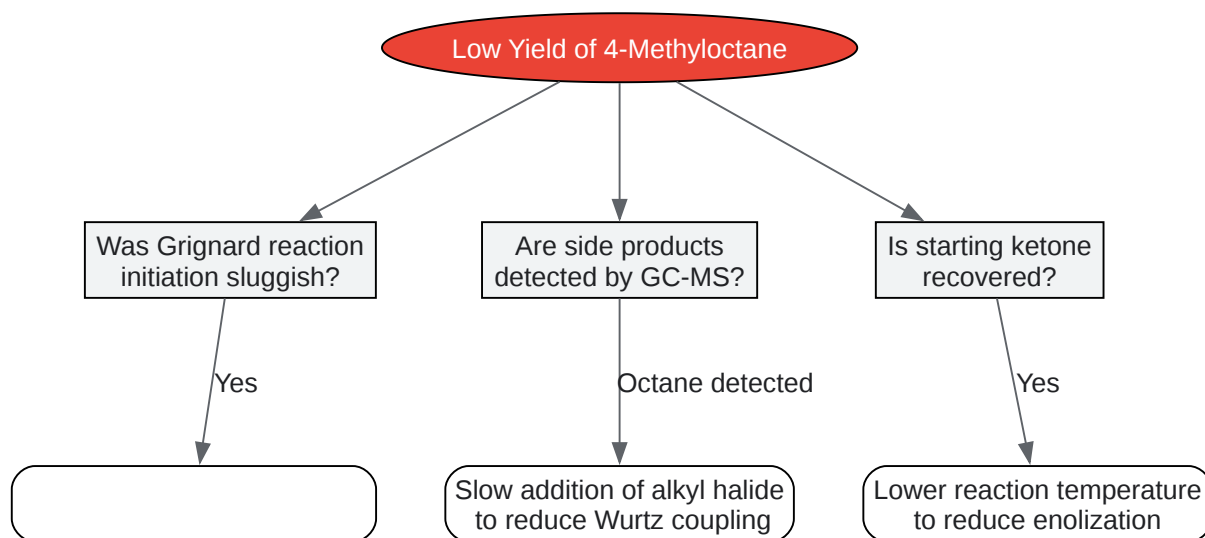 Low Yield of 4-Methyloctane
Was Grignard reaction
initiation sluggish?
Are side products
detected by GC-MS?
Is starting ketone
recovered?
Yes
Octane detected
Yes
Slow addition of alkyl halide
to reduce Wurtz coupling
Lower reaction temperature
to reduce enolization